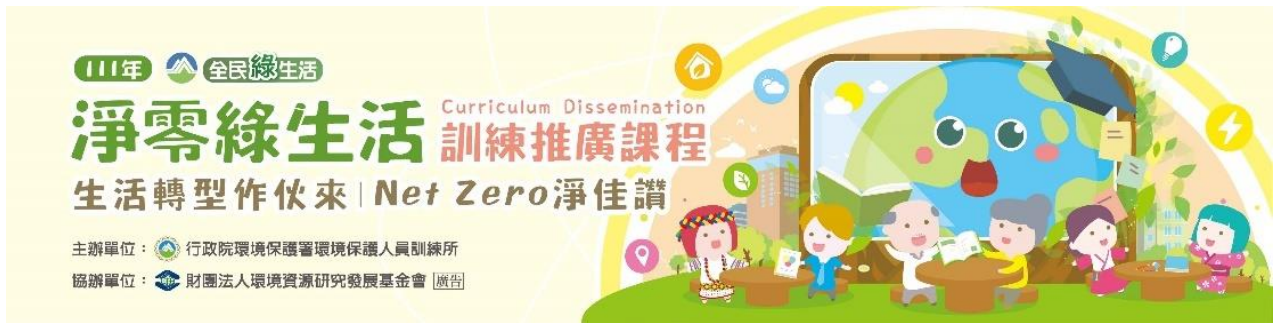 111年 全民綠生活
淨零綠生活 Curriculum Dissemination
訓練推廣課程
生活轉型作伙來|Net Zero淨佳讚
主辦單位： 行政院環境保護署環境保護人員訓練所
協辦單位： 財團法人環境資源研究發展基金會 廣告